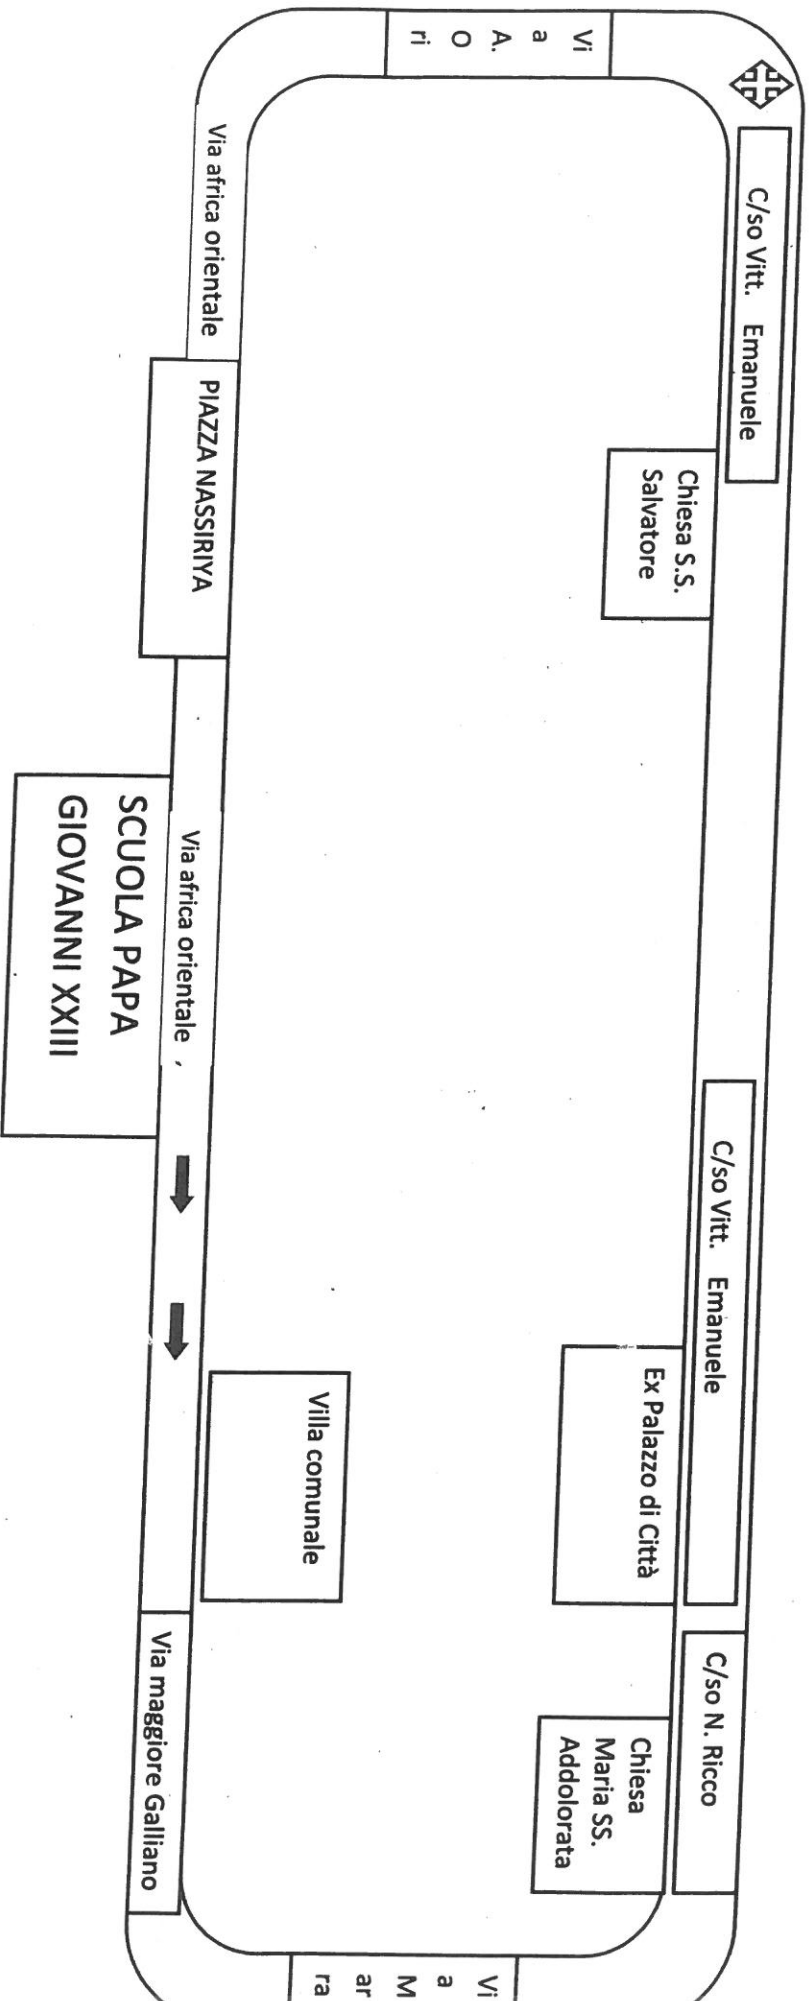 Vi
a
A.
O
ri
C/so Vitt. Emanuele
C/so Vitt. Emanuele
C/so N. Ricco
Chiesa S.S.
Salvatore
Ex Palazzo di Città
Chiesa
Maria SS.
Addolorata
Villa comunale
Via africa orientale
PIAZZA NASSIRIYA
Via africa orientale
Via maggiore Galliano
SCUOLA PAPA
GIOVANNI XXIII
Vi
a
M
ar
ra